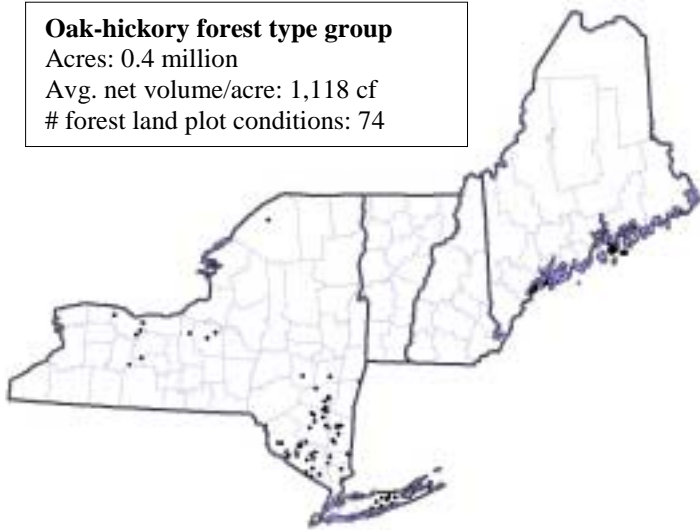 Oak-hickory forest type group
Acres: 0.4 million
Avg. net volume/acre: 1,118 cf
# forest land plot conditions: 74